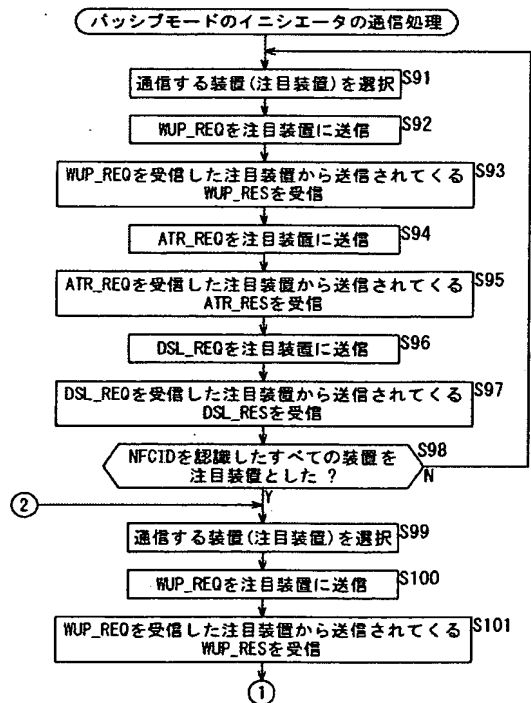 パッシブモードのイニシエータの通信処理
通信する装置(注目装置)を選択
S91
WUP_REQを注目装置に送信
S92
WUP_REQを受信した注目装置から送信されてくる
WUP_RESを受信
S93
ATR_REQを注目装置に送信
S94
ATR_REQを受信した注目装置から送信されてくる
ATR_RESを受信
S95
DSL_REQを注目装置に送信
S96
DSL_REQを受信した注目装置から送信されてくる
DSL_RESを受信
S97
NFCIDを認識したすべての装置を
注目装置とした ?
S98
N
Y
2
通信する装置(注目装置)を選択
S99
WUP_REQを注目装置に送信
S100
WUP_REQを受信した注目装置から送信されてくる
WUP_RESを受信
S101
1